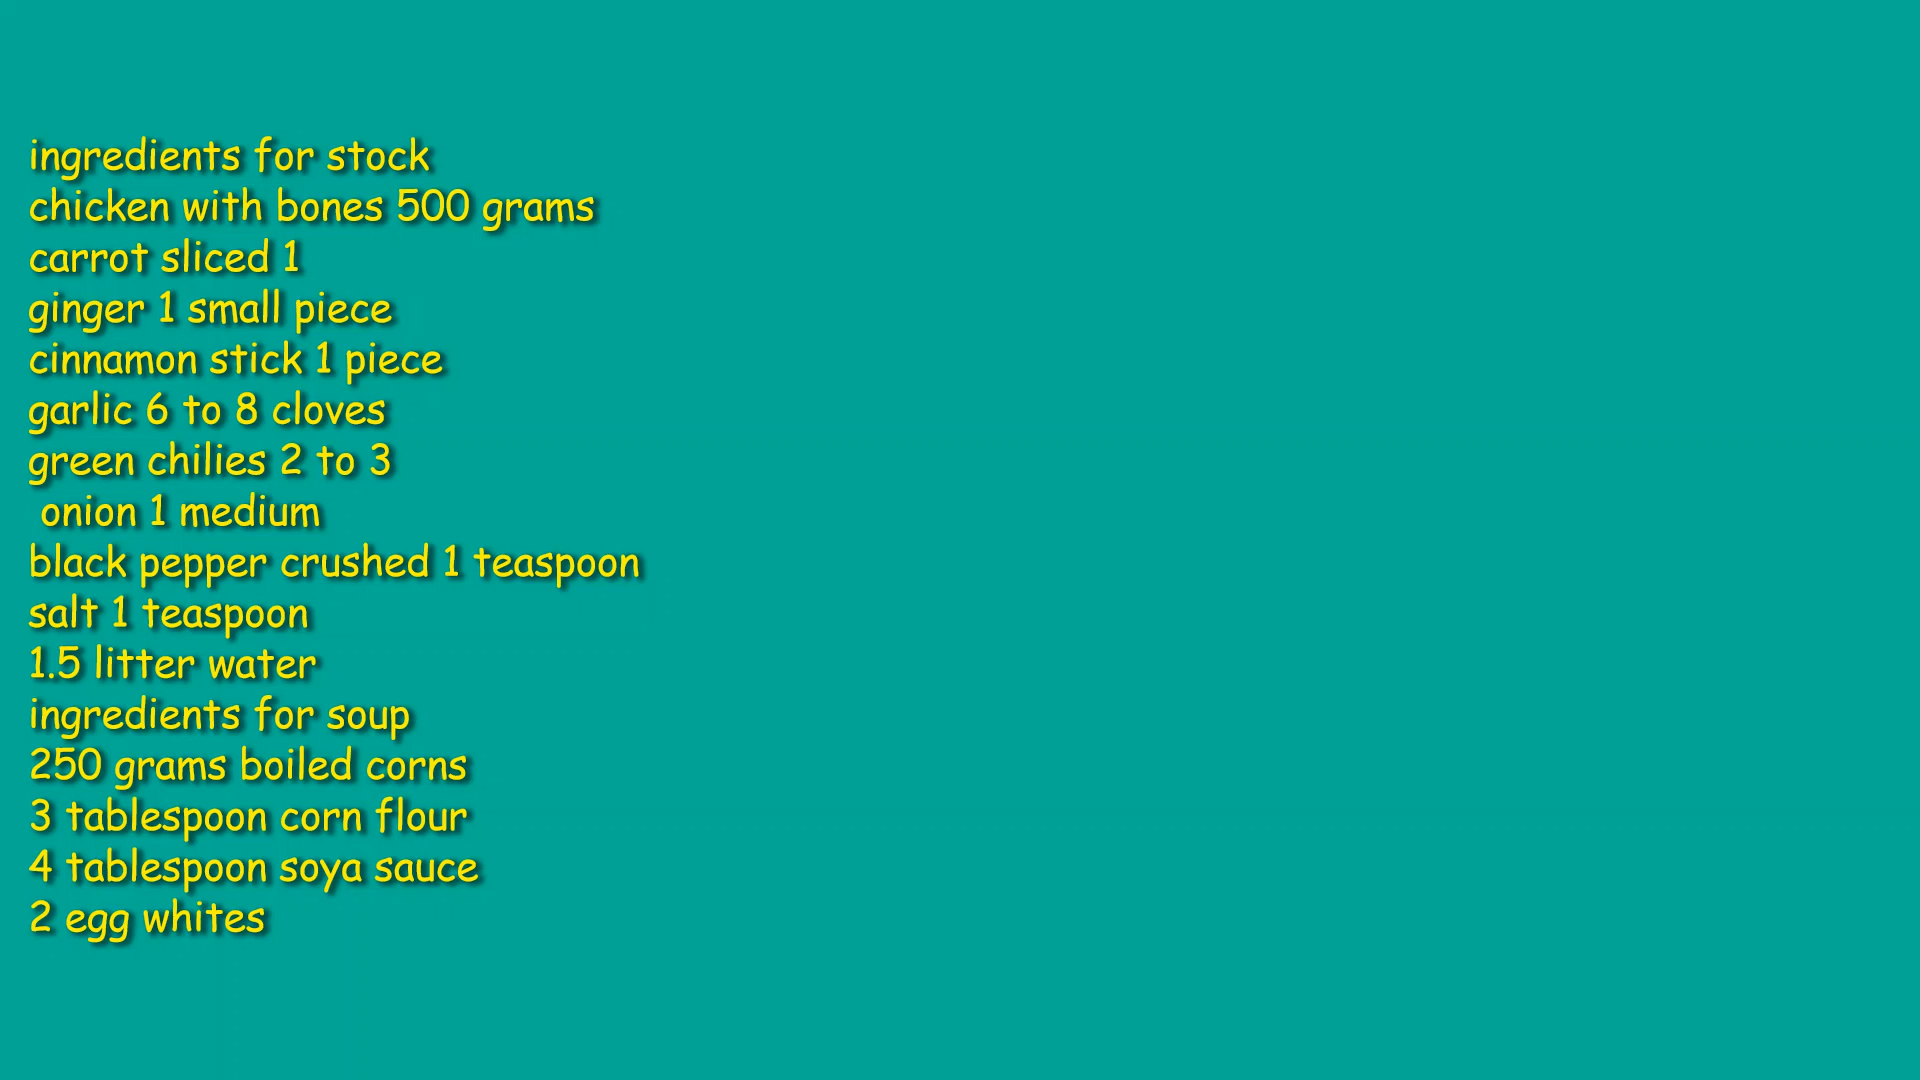 ingredients for stock
chicken with bones 500 grams
carrot sliced 1
ginger 1 small piece
cinnamon stick 1 piece
garlic 6 to 8 cloves
green chilies 2 to 3
onion 1 medium
black pepper crushed 1 teaspoon
salt 1 teaspoon
1.5 litter water
ingredients for soup
250 grams boiled corns
3 tablespoon corn flour
4 tablespoon soya sauce
2 egg whites